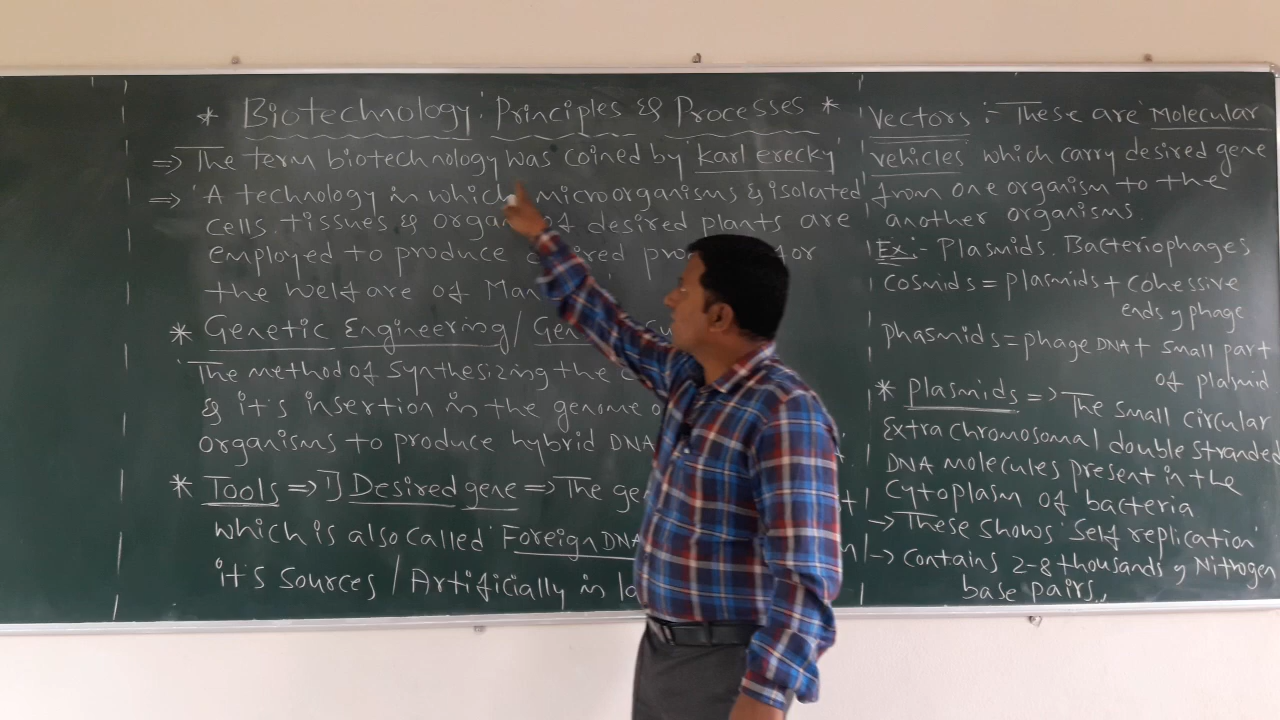 * Biotechnology: Principles & Processes *
=> The term biotechnology was coined by 'Karl erecky'
=> 'A technology in which microorganisms & isolated
cells. tissues & organ of desired plants are
employed to produce for
the welfare of
* Genetic Engineering/
'The method of Synthesizing the
& it's insertion in the genome
organisms to produce hybrid DNA
* Tools => 1) Desired gene => The
which is also called 'Foreign DNA
it's sources / Artificially in
Vectors :- These are 'Molecular
vehicles' which carry desired gene
from one organism to the
another organisms.
Ex:- Plasmids. Bacteriophages
Cosmids = plasmids + cohessive
ends y phage
phasmids = phage DNA + small part
of plasmid
* plasmids => The small circular
Extra chromosomal double stranded
DNA molecules present in the
cytoplasm of bacteria
-> These shows 'Self replication'
-> contains 2-8 thousands y Nitrogen
base pairs.,